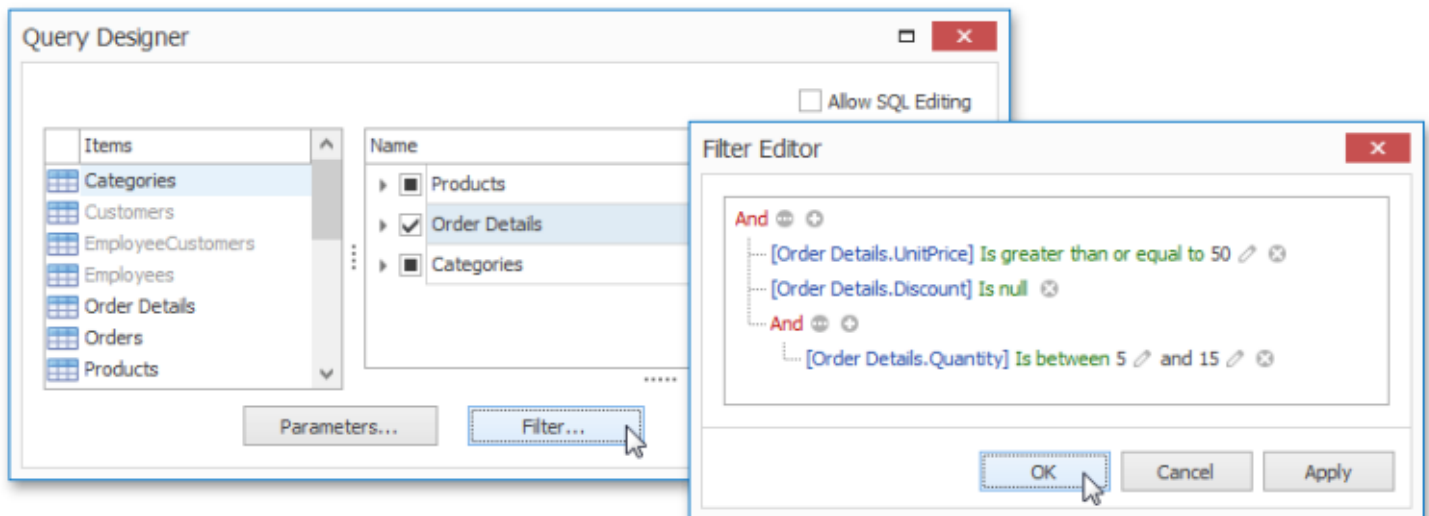 Query Designer
Allow SQL Editing
Items
Categories
Customers
EmployeeCustomers
Employees
Order Details
Orders
Products
Name
Products
Order Details
Categories
Parameters...
Filter...
Filter Editor
And
[Order Details.UnitPrice] Is greater than or equal to 50
[Order Details.Discount] Is null
And
[Order Details.Quantity] Is between 5 and 15
OK
Cancel
Apply